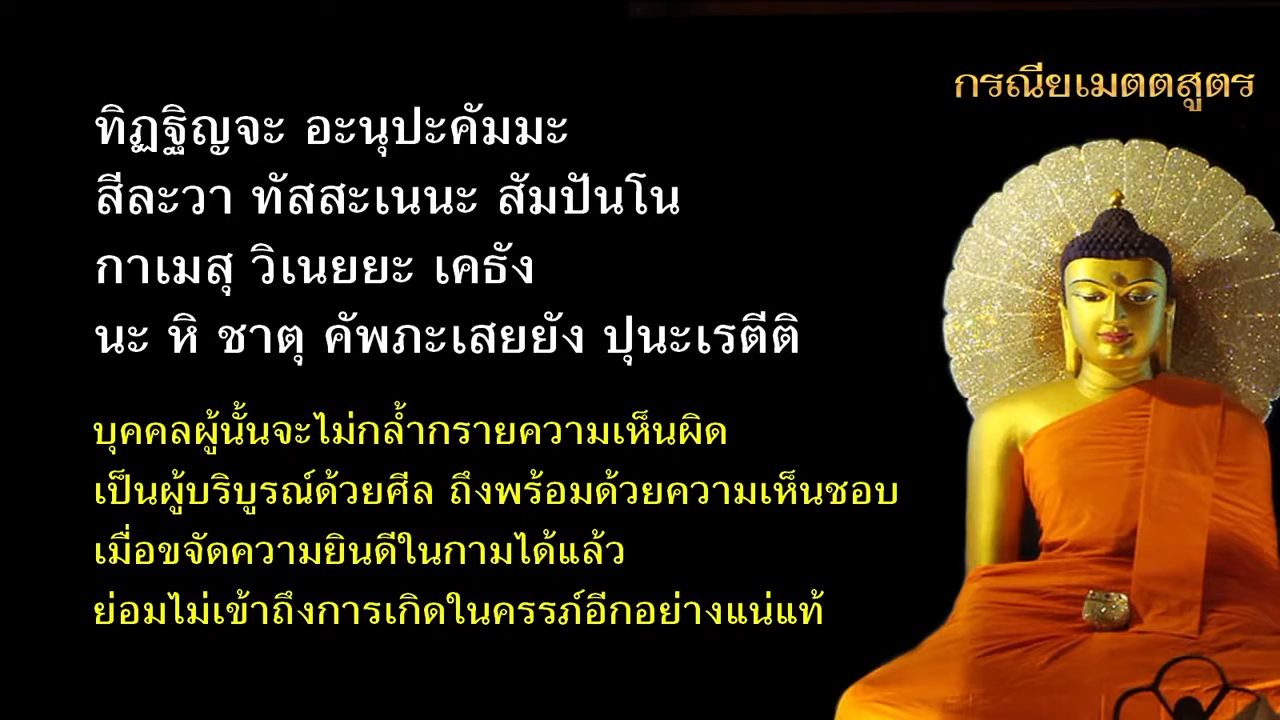 กรณียเมตตสูตร
ทิฏฐิญจะ อะนุปะคัมมะ
สีละวา ทัสสะเนนะ สัมปันโน
กาเมสุ วิเนยยะ เคธัง
นะ หิ ชาตุ คัพภะเสยยัง ปุนะเรตีติ
บุคคลผู้นั้นจะไม่กล้ำกรายความเห็นผิด
เป็นผู้บริบูรณ์ด้วยศีล ถึงพร้อมด้วยความเห็นชอบ
เมื่อขจัดความยินดีในกามได้แล้ว
ย่อมไม่เข้าถึงการเกิดในครรภ์อีกอย่างแน่แท้